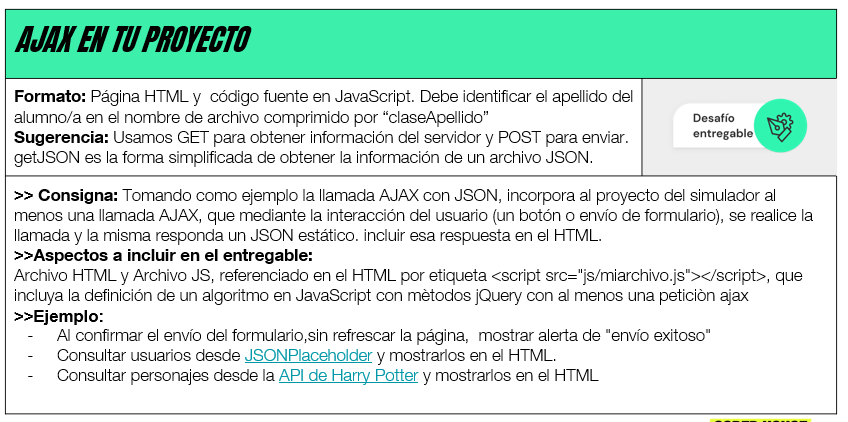 AJAX EN TU PROYECTO
Formato: Página HTML y  código fuente en JavaScript. Debe identificar el apellido del
alumno/a en el nombre de archivo comprimido por “claseApellido”
Sugerencia: Usamos GET para obtener información del servidor y POST para enviar.
getJSON es la forma simplificada de obtener la información de un archivo JSON.
Desafío
entregable
>> Consigna: Tomando como ejemplo la llamada AJAX con JSON, incorpora al proyecto del simulador al
menos una llamada AJAX, que mediante la interacción del usuario (un botón o envío de formulario), se realice la
llamada y la misma responda un JSON estático. incluir esa respuesta en el HTML.
>>Aspectos a incluir en el entregable:
Archivo HTML y Archivo JS, referenciado en el HTML por etiqueta <script src="js/miarchivo.js"></script>, que
incluya la definición de un algoritmo en JavaScript con mètodos jQuery con al menos una peticiòn ajax
>>Ejemplo:
- Al confirmar el envío del formulario,sin refrescar la página,  mostrar alerta de "envío exitoso"
- Consultar usuarios desde JSONPlaceholder y mostrarlos en el HTML.
- Consultar personajes desde la API de Harry Potter y mostrarlos en el HTML